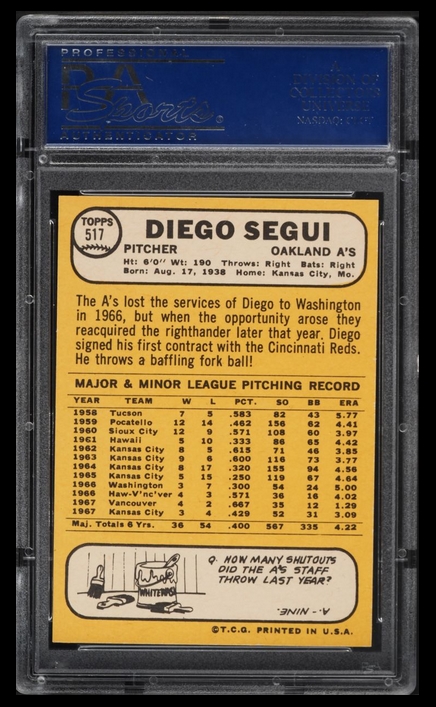 PROFESSIONAL
PSA
Sports
AUTHENTICATOR
A
DIVISION OF
COLLECTORS
UNIVERSE
NASDAQ: CLCT
TOPPS
517
DIEGO SEGUI
PITCHER OAKLAND A'S
Ht: 6'0" Wt: 190 Throws: Right Bats: Right
Born: Aug. 17, 1938 Home: Kansas City, Mo.
The A's lost the services of Diego to Washington
in 1966, but when the opportunity arose they
reacquired the righthander later that year. Diego
signed his first contract with the Cincinnati Reds.
He throws a baffling fork ball!
MAJOR & MINOR LEAGUE PITCHING RECORD
YEAR TEAM W L PCT. SO BB ERA
1958 Tucson 7 5 .583 82 43 5.77
1959 Pocatello 12 14 .462 156 62 4.41
1960 Sioux City 12 9 .571 108 60 3.97
1961 Hawaii 5 10 .333 86 65 4.42
1962 Kansas City 8 5 .615 71 46 3.85
1963 Kansas City 9 6 .600 116 73 3.77
1964 Kansas City 8 17 .320 155 94 4.56
1965 Kansas City 5 15 .250 119 67 4.64
1966 Washington 3 7 .300 54 24 5.00
1966 Haw-V'nc'ver 4 3 .571 36 16 4.02
1967 Vancouver 4 2 .667 35 12 1.29
1967 Kansas City 3 4 .429 52 31 3.09
Maj. Totals 6 Yrs. 36 54 .400 567 335 4.22
WHITEWASH
Q. HOW MANY SHUTOUTS
DID THE A'S STAFF
THROW LAST YEAR?
A.- NINE.
©T.C.G. PRINTED IN U.S.A.